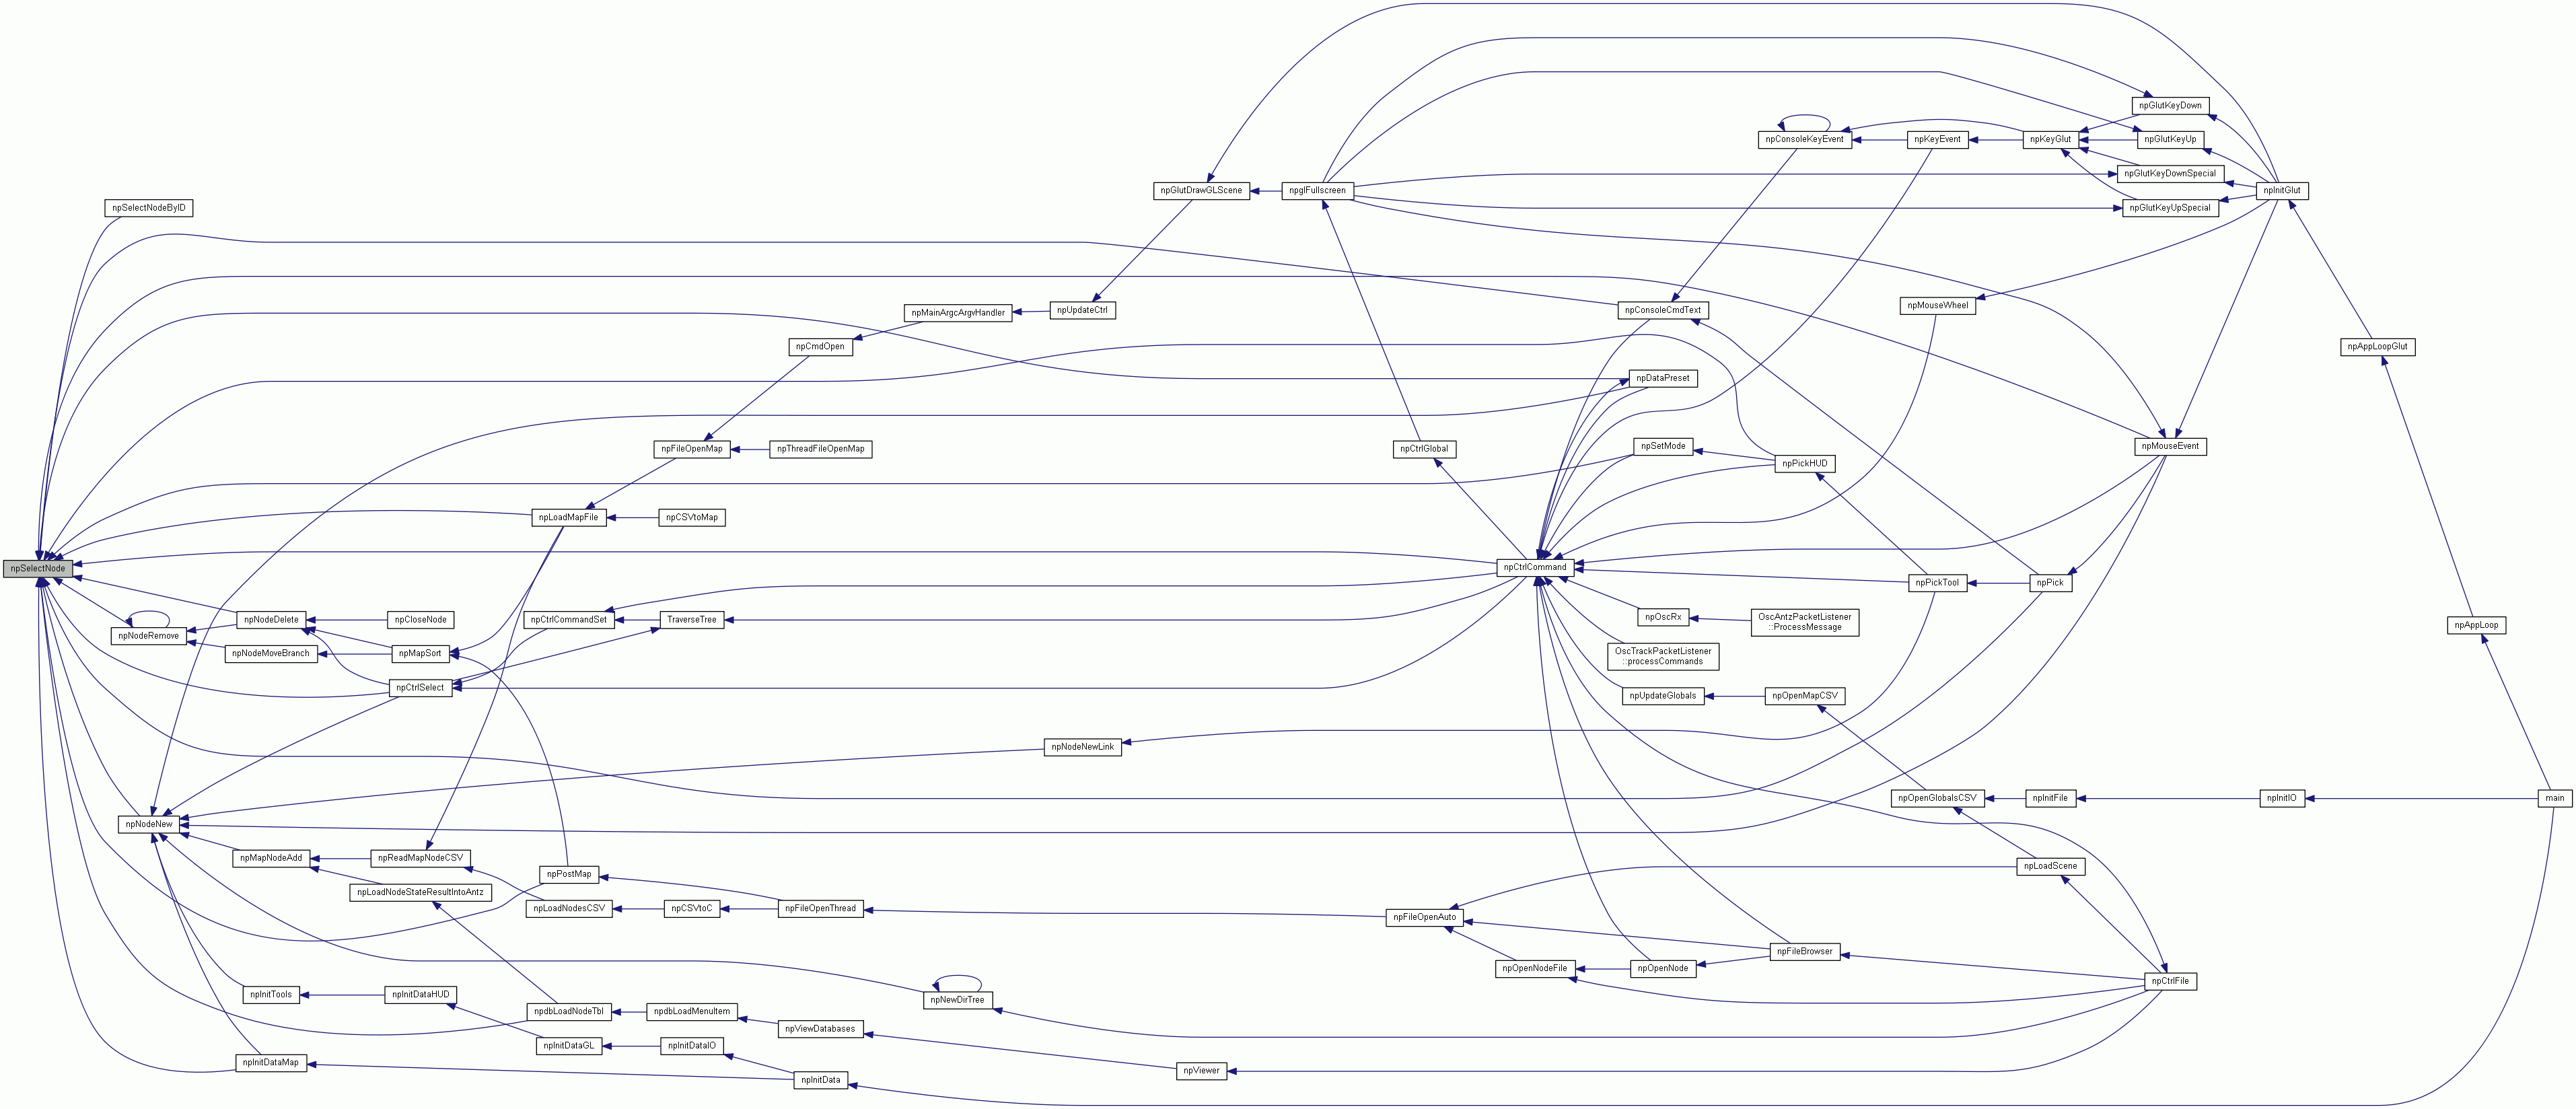 npGlutKeyDown
npConsoleKeyEvent
npKeyEvent
npKeyGlut
npGlutKeyUp
npGlutKeyDownSpecial
npGlutDrawGLScene
npglFullscreen
npInitGlut
npSelectNodeByID
npGlutKeyUpSpecial
npMainArgcArgvHandler
npUpdateCtrl
npConsoleCmdText
npMouseWheel
npCmdOpen
npAppLoopGlut
npDataPreset
npFileOpenMap
npThreadFileOpenMap
npCtrlGlobal
npSetMode
npMouseEvent
npPickHUD
npLoadMapFile
npCSVtoMap
npSelectNode
npCtrlCommand
npPickTool
npPick
npNodeDelete
npCloseNode
npCtrlCommandSet
TraverseTree
npOscRx
OscAntzPacketListener
::ProcessMessage
npAppLoop
npNodeRemove
npNodeMoveBranch
npMapSort
OscTrackPacketListener
::processCommands
npCtrlSelect
npUpdateGlobals
npOpenMapCSV
npNodeNewLink
npOpenGlobalsCSV
npInitFile
npInitIO
main
npNodeNew
npMapNodeAdd
npReadMapNodeCSV
npLoadScene
npPostMap
npLoadNodeStateResultIntoAntz
npLoadNodesCSV
npCSVtoC
npFileOpenThread
npFileOpenAuto
npFileBrowser
npOpenNodeFile
npOpenNode
npCtrlFile
npInitTools
npInitDataHUD
npNewDirTree
npdbLoadNodeTbl
npdbLoadMenuItem
npViewDatabases
npInitDataGL
npInitDataIO
npInitDataMap
npViewer
npInitData